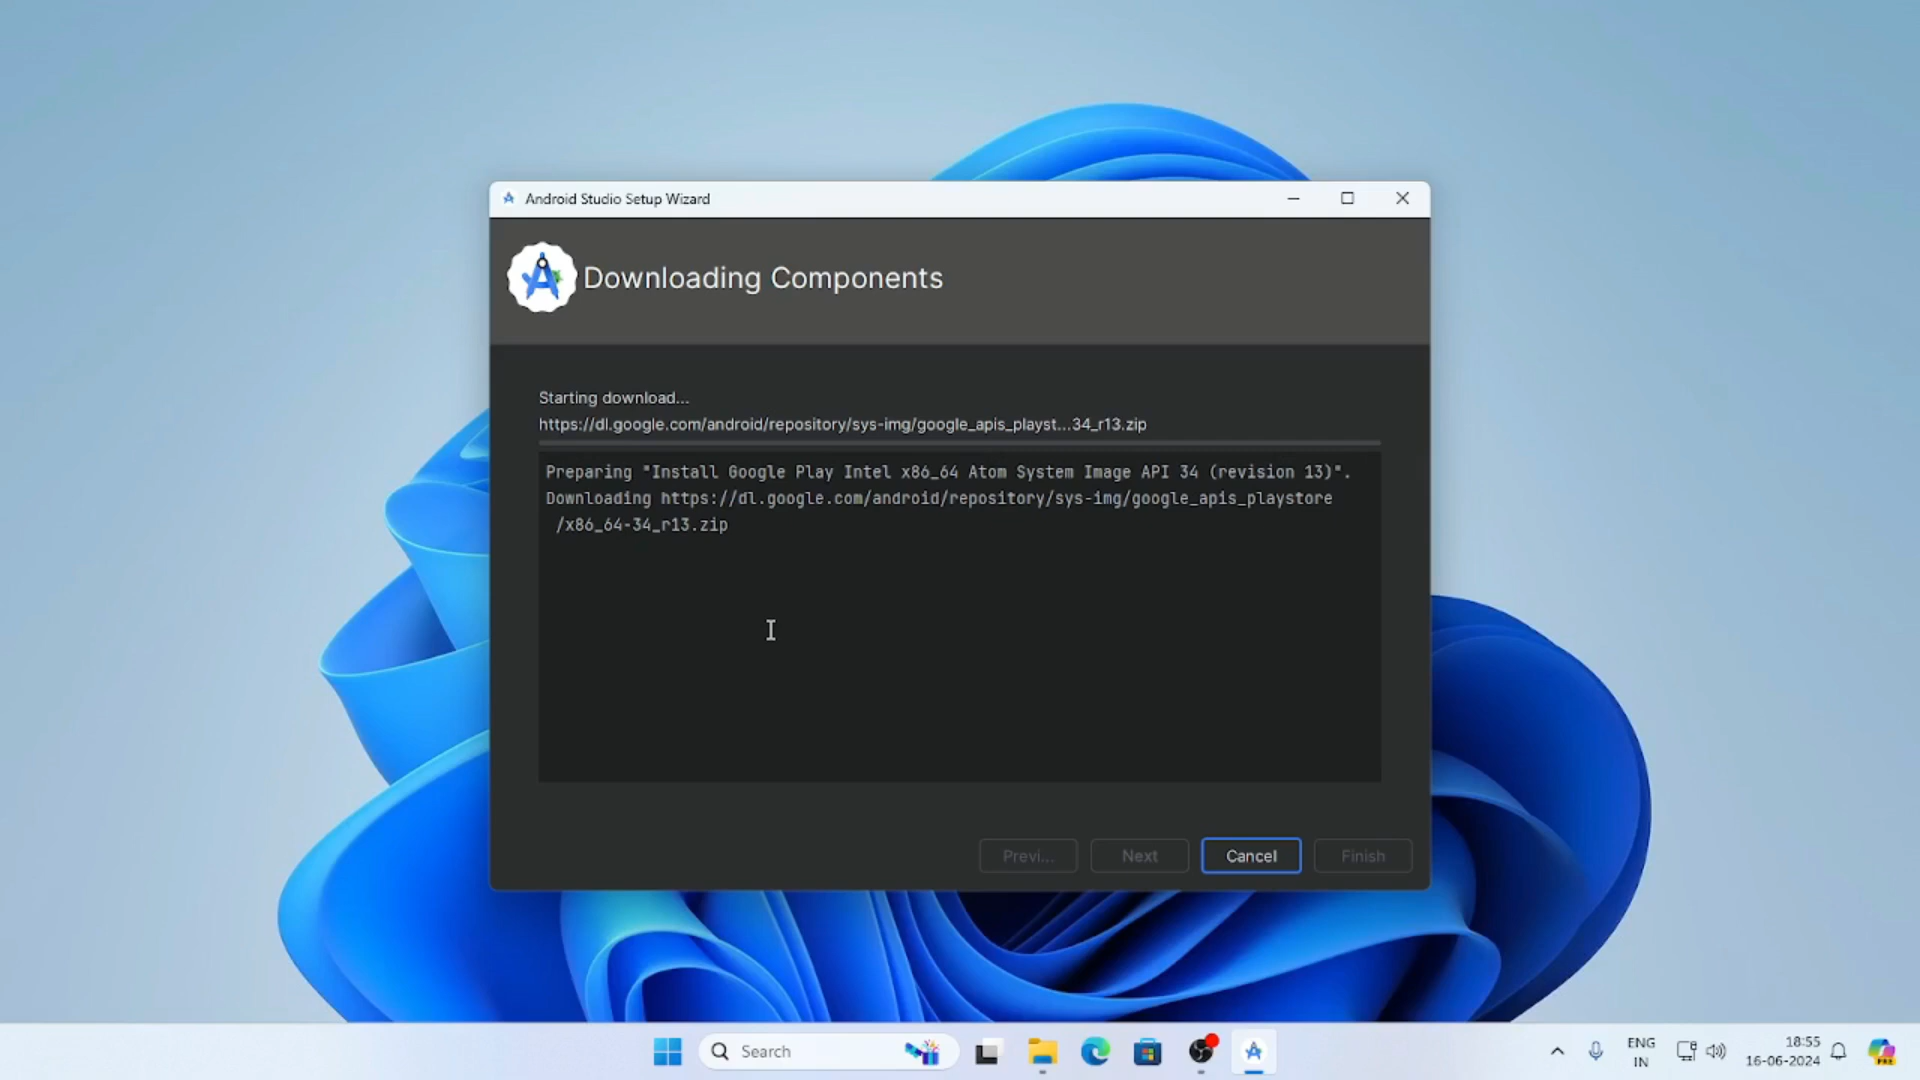 Android Studio Setup Wizard
Downloading Components
Starting download...
https://dl.google.com/android/repository/sys-img/google_apis_playst...34_r13.zip
Preparing "Install Google Play Intel x86_64 Atom System Image API 34 (revision 13)".
Downloading https://dl.google.com/android/repository/sys-img/google_apis_playstore
/x86_64-34_r13.zip
Previ...
Next
Cancel
Finish
Search
ENG
IN
18:55
16-06-2024
PRE